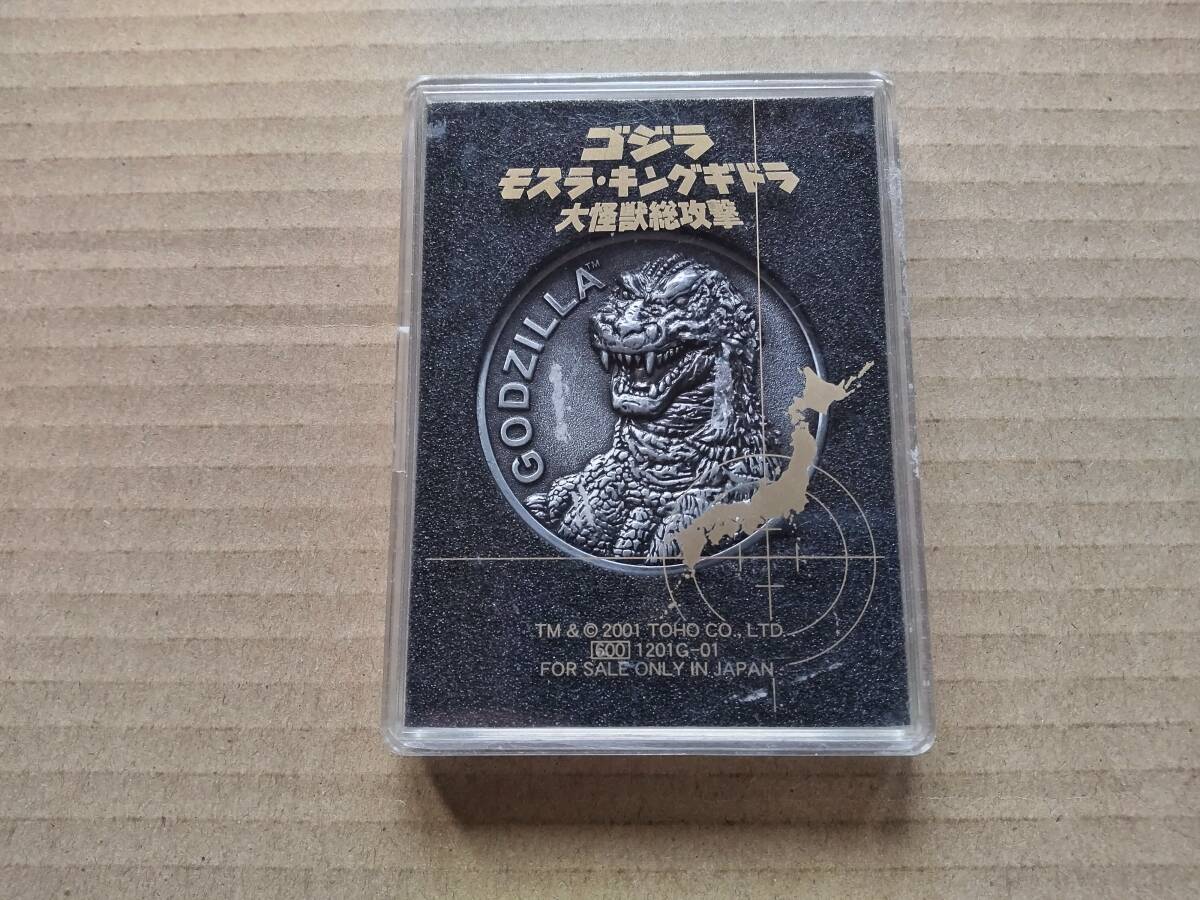 ゴジラ
モスラ・キングギドラ
大怪獣総攻撃
GODZILLA™
TM & © 2001 TOHO CO., LTD.
600 1201G-01
FOR SALE ONLY IN JAPAN